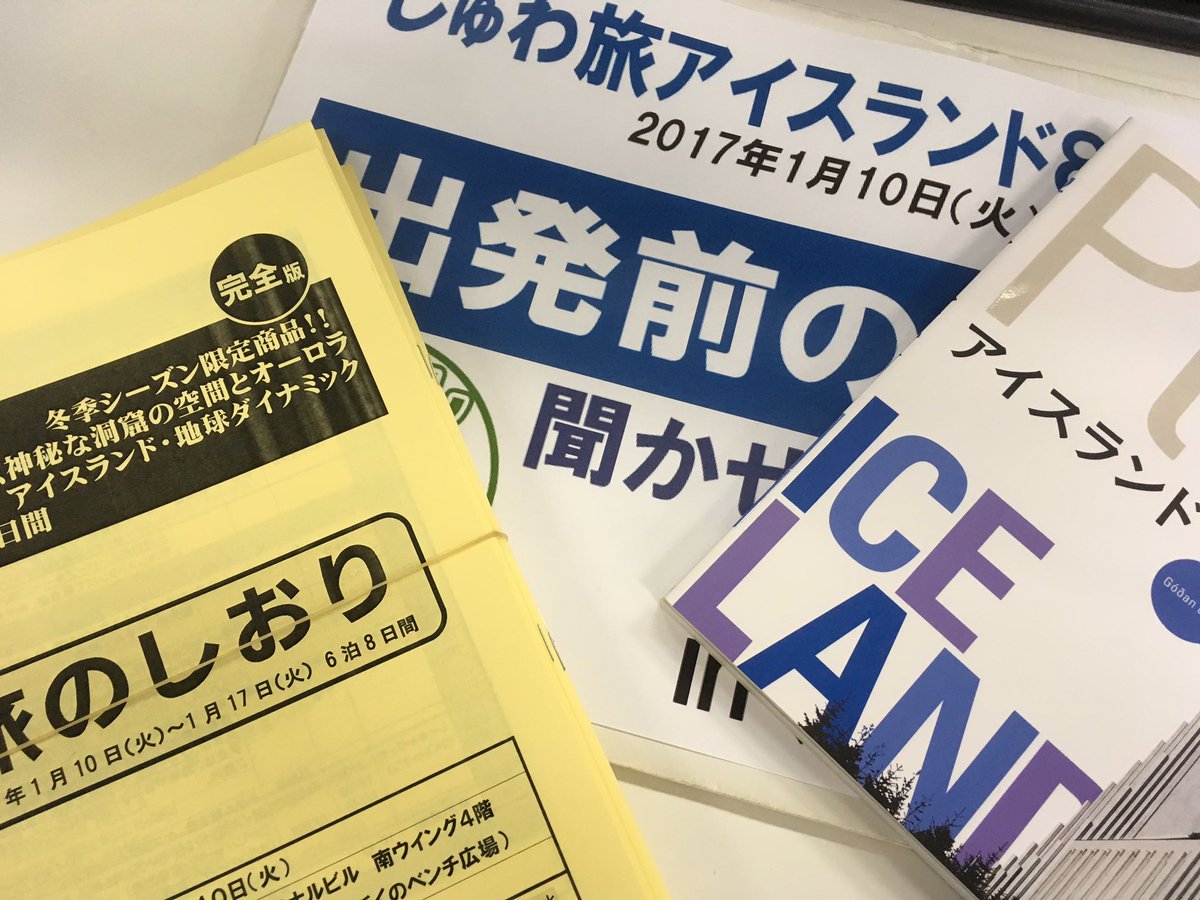 しゅわ旅アイスランド8
2017年1月10日(火)
出発前の
聞かせ
in
完全版
冬季シーズン限定商品!!
神秘な洞窟の空間とオーロラ
アイスランド・地球ダイナミック
日間
旅のしおり
年1月10日(火)~1月17日(火) 6泊8日間
10日(火)
ナルビル 南ウイング4階
くのベンチ広場)
アイスランド
ICE
LAND
Góðan